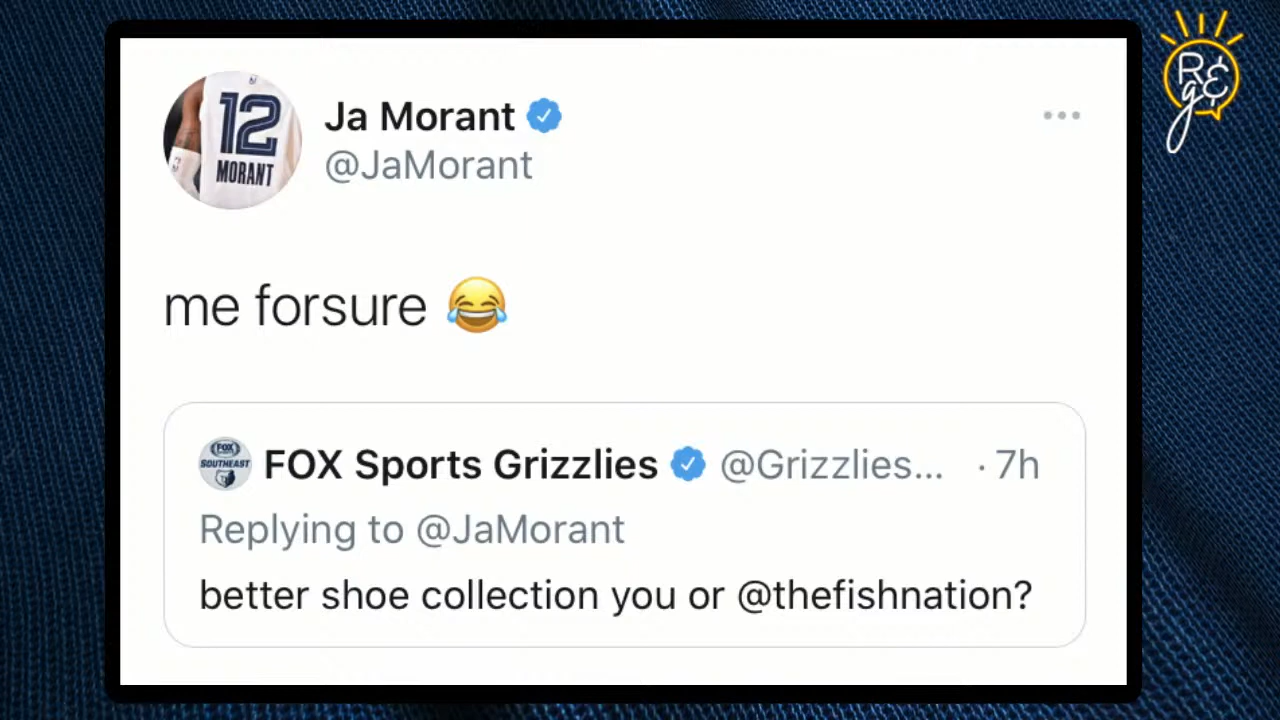 12
MORANT
Ja Morant
@JaMorant
me forsure 😂
FOX Sports Grizzlies @Grizzlies... · 7h
FOX
SOUTHEAST
Replying to @JaMorant
better shoe collection you or @thefishnation?
R&
g